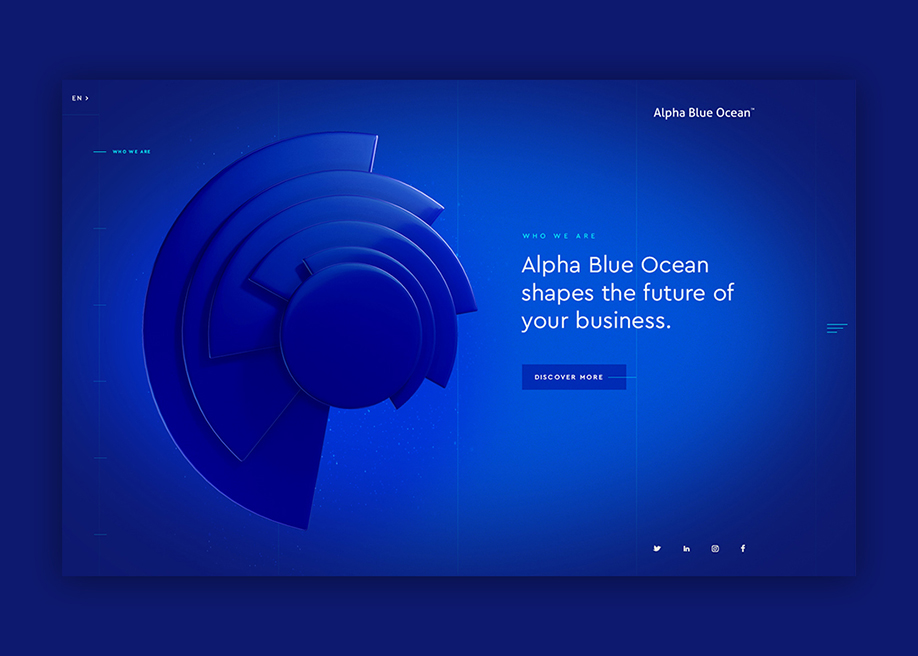 EN >
Alpha Blue Ocean™
WHO WE ARE
WHO WE ARE
Alpha Blue Ocean
shapes the future of
your business.
DISCOVER MORE